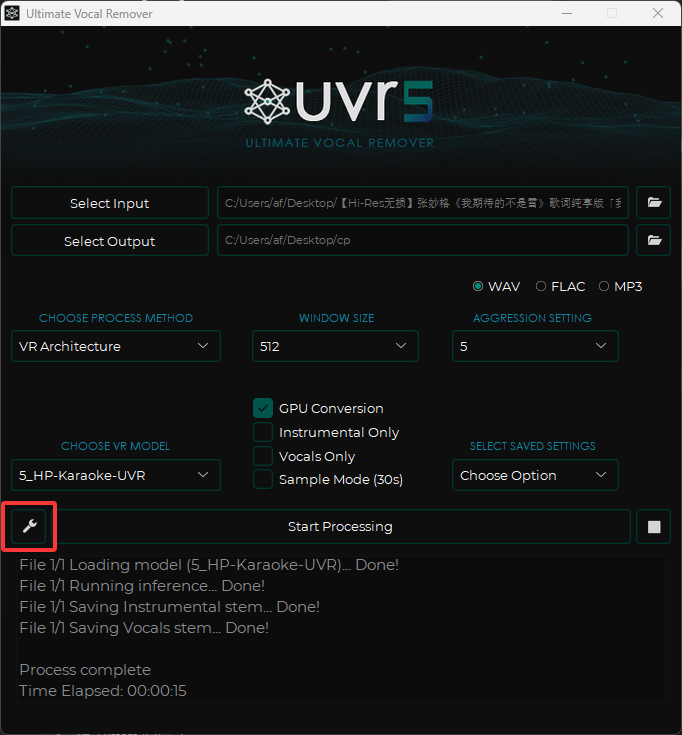 Ultimate Vocal Remover
uvr5
ULTIMATE VOCAL REMOVER
Select Input
C:/Users/af/Desktop/【Hi-Res无损】张妙格《我期待的不是雪》歌词纯享版「我
Select Output
C:/Users/af/Desktop/cp
WAV FLAC MP3
CHOOSE PROCESS METHOD WINDOW SIZE AGGRESSION SETTING
VR Architecture 512 5
GPU Conversion
Instrumental Only
CHOOSE VR MODEL Vocals Only SELECT SAVED SETTINGS
5_HP-Karaoke-UVR Sample Mode (30s) Choose Option
Start Processing
File 1/1 Loading model (5_HP-Karaoke-UVR)... Done!
File 1/1 Running inference... Done!
File 1/1 Saving Instrumental stem... Done!
File 1/1 Saving Vocals stem... Done!
Process complete
Time Elapsed: 00:00:15